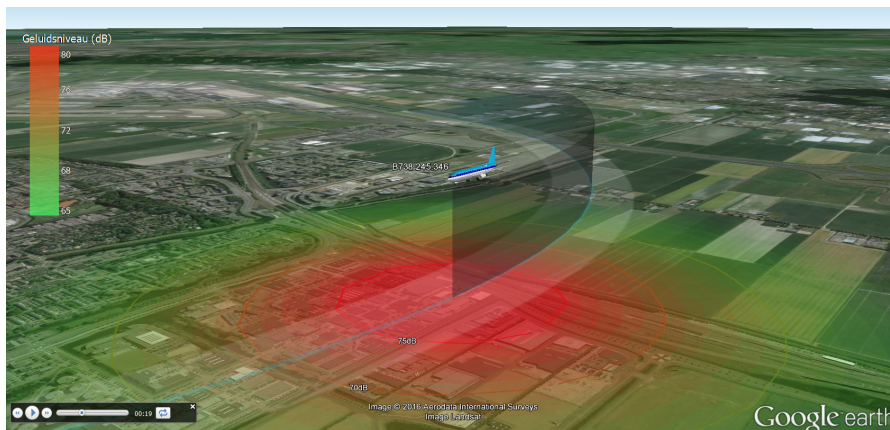 Geluidsniveau (dB)
80
76
72
68
65
B738.245.346
75dB
70dB
00:19
Image © 2016 Aerodata International Surveys
Image Landsat
Google earth